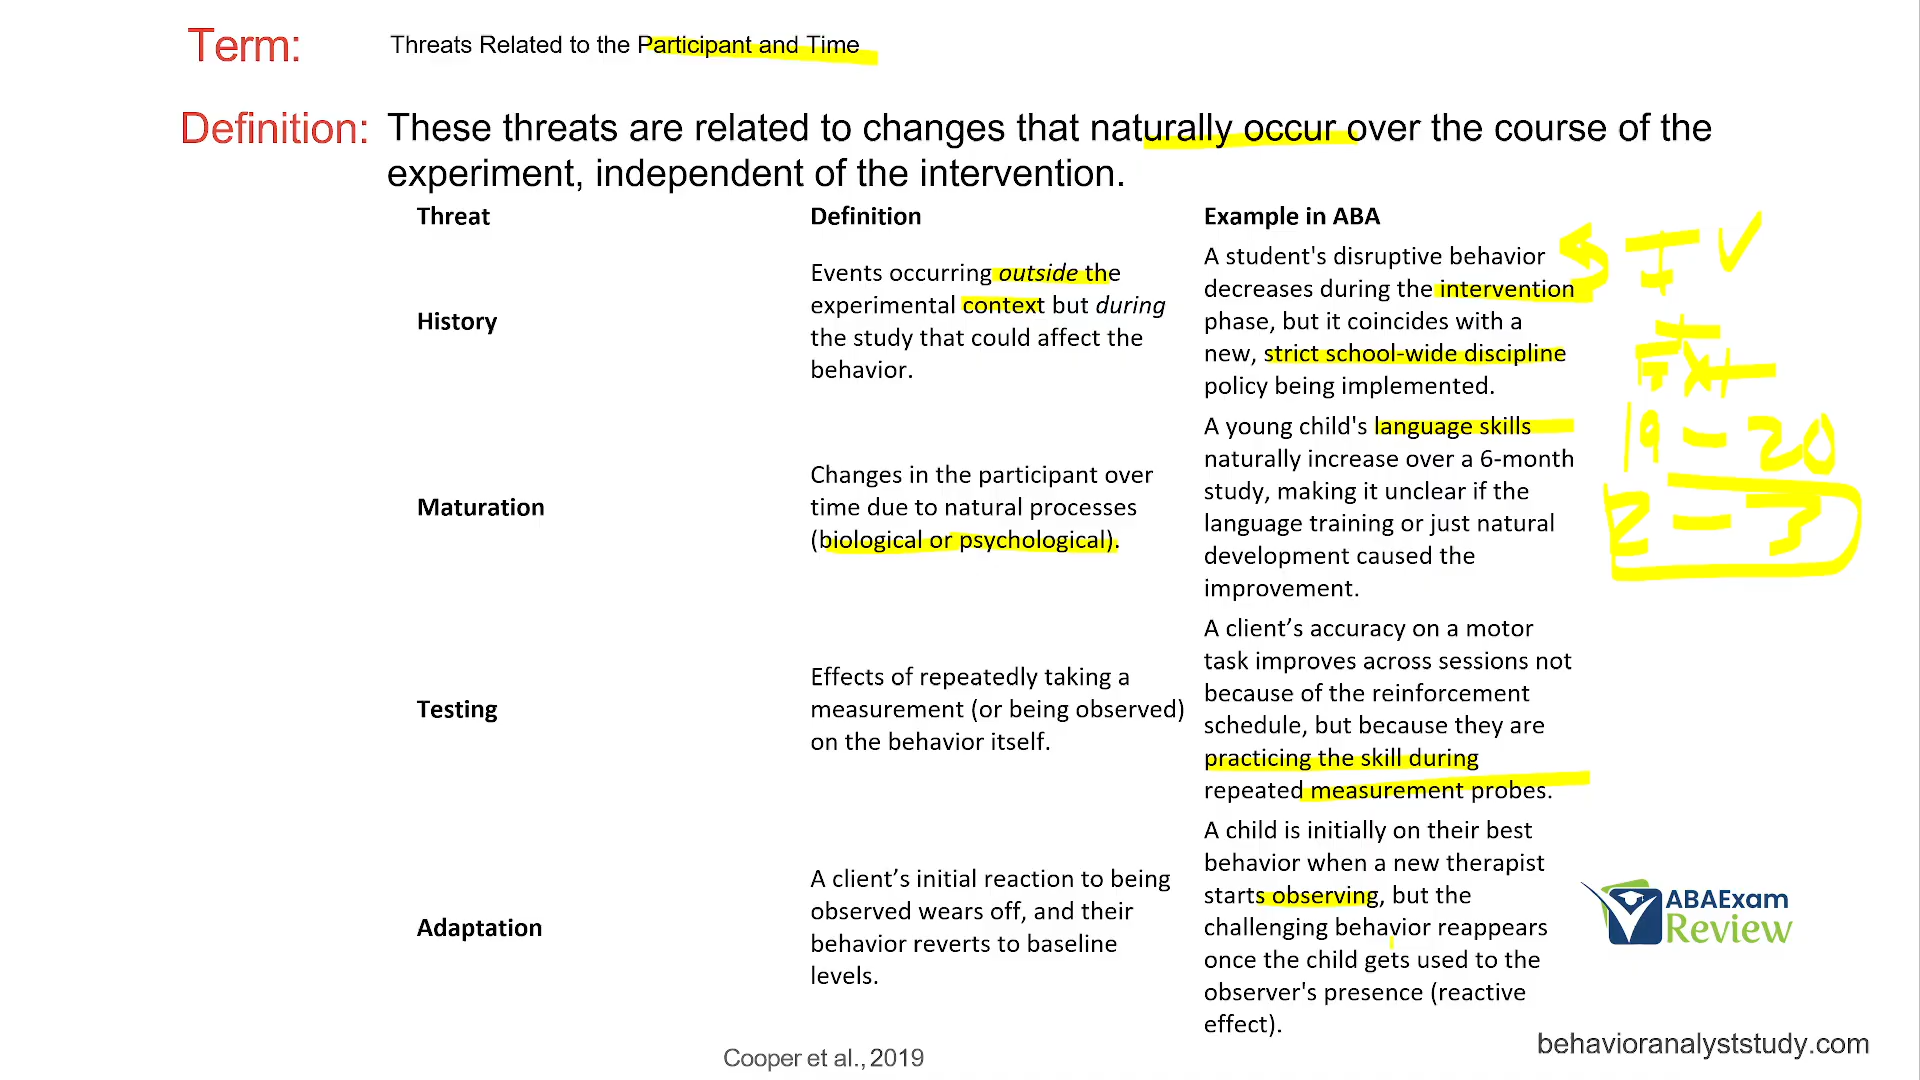 Term: Threats Related to the Participant and Time
Definition: These threats are related to changes that naturally occur over the course of the
experiment, independent of the intervention.
Threat Definition Example in ABA
History
Events occurring outside the
experimental context but during
the study that could affect the
behavior.
A student's disruptive behavior
decreases during the intervention
phase, but it coincides with a
new, strict school-wide discipline
policy being implemented.
Maturation
Changes in the participant over
time due to natural processes
(biological or psychological).
A young child's language skills
naturally increase over a 6-month
study, making it unclear if the
language training or just natural
development caused the
improvement.
Testing
Effects of repeatedly taking a
measurement (or being observed)
on the behavior itself.
A client’s accuracy on a motor
task improves across sessions not
because of the reinforcement
schedule, but because they are
practicing the skill during
repeated measurement probes.
Adaptation
A client’s initial reaction to being
observed wears off, and their
behavior reverts to baseline
levels.
A child is initially on their best
behavior when a new therapist
starts observing, but the
challenging behavior reappears
once the child gets used to the
observer's presence (reactive
effect).
19 - 20
2 - 3
ABAExam
Review
Cooper et al., 2019
behavioranalyststudy.com